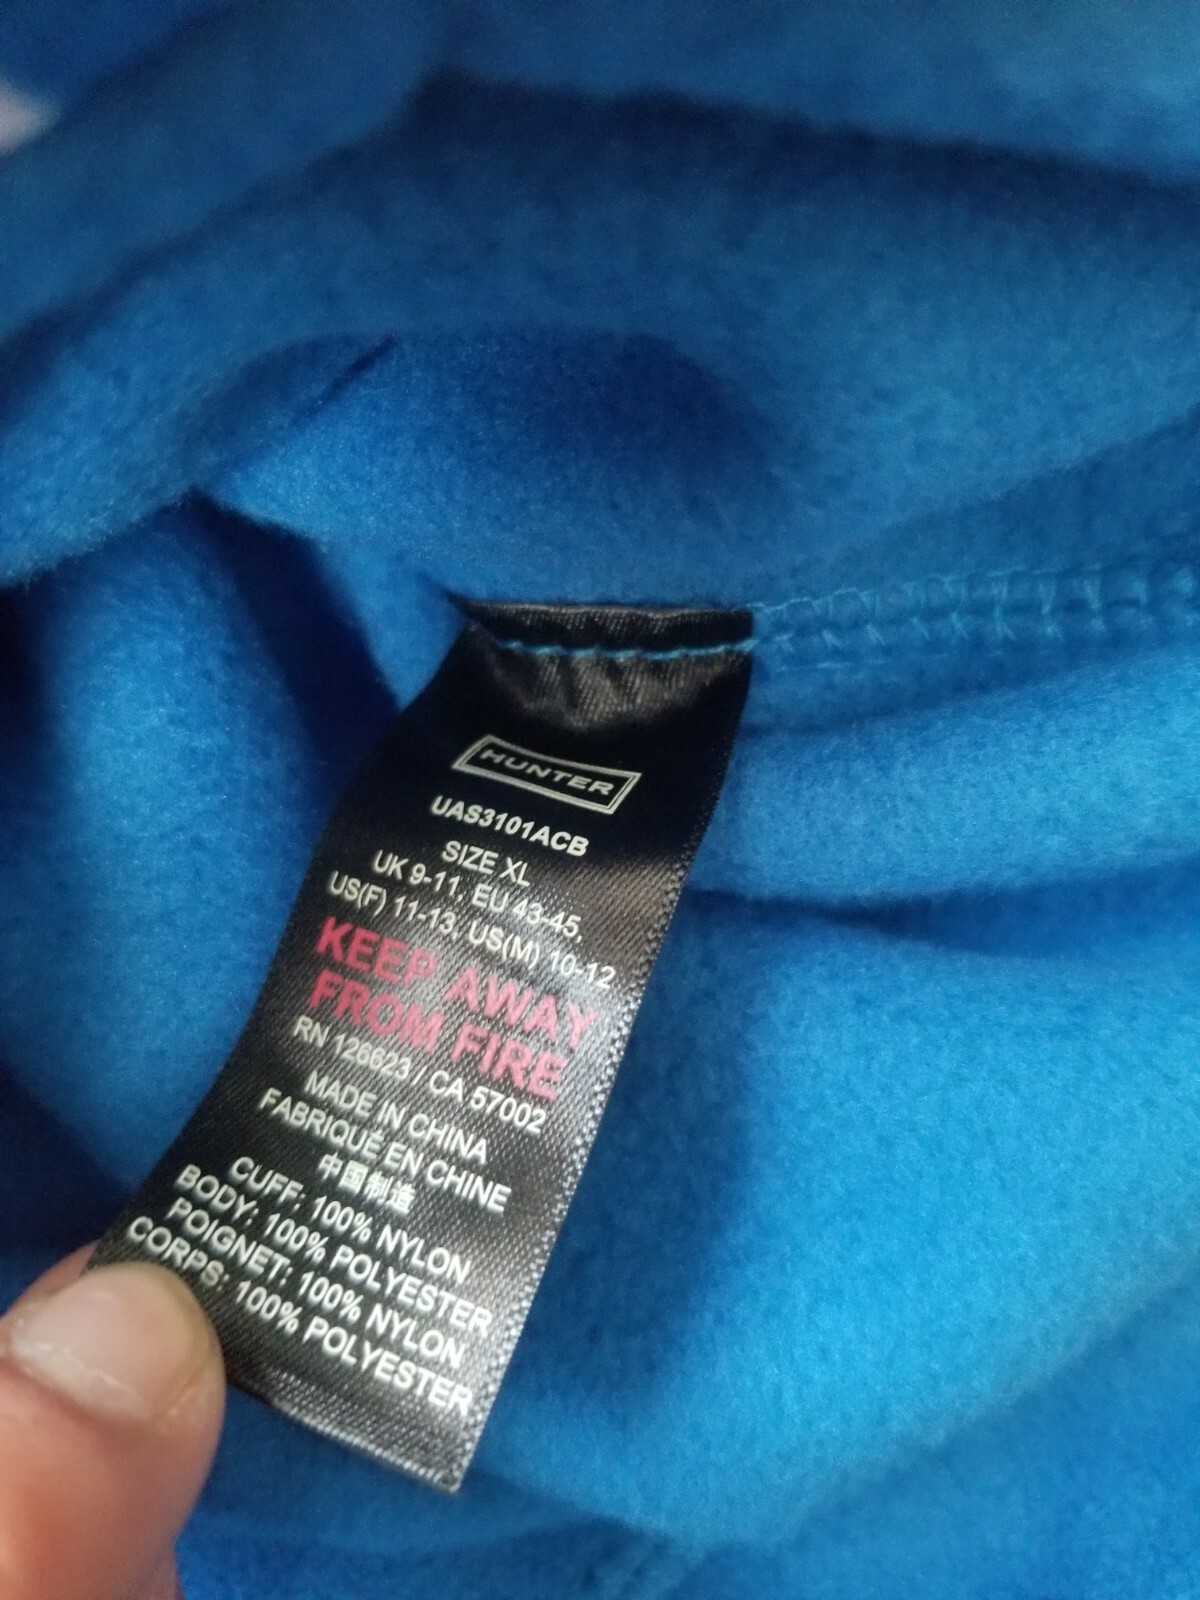 HUNTER
UAS3101ACB
SIZE XL
UK 9-11, EU 43-45,
US(F) 11-13, US(M) 10-12
KEEP AWAY
FROM FIRE
RN 126623 / CA 57002
MADE IN CHINA
FABRIQUÉ EN CHINE
中国制造
CUFF: 100% NYLON
BODY: 100% POLYESTER
POIGNET: 100% NYLON
CORPS: 100% POLYESTER